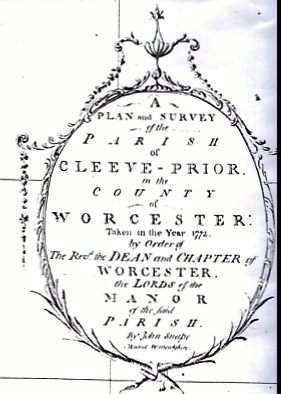 A
PLAN and SURVEY
of the
PARISH
of
CLEEVE-PRIOR.
in the
COUNTY
of
WORCESTER:
Taken in the Year 1772.
by Order of
The Revd. the DEAN and CHAPTER of
WORCESTER.
the LORDS of the
MANOR
of the said
PARISH.
By John Snape